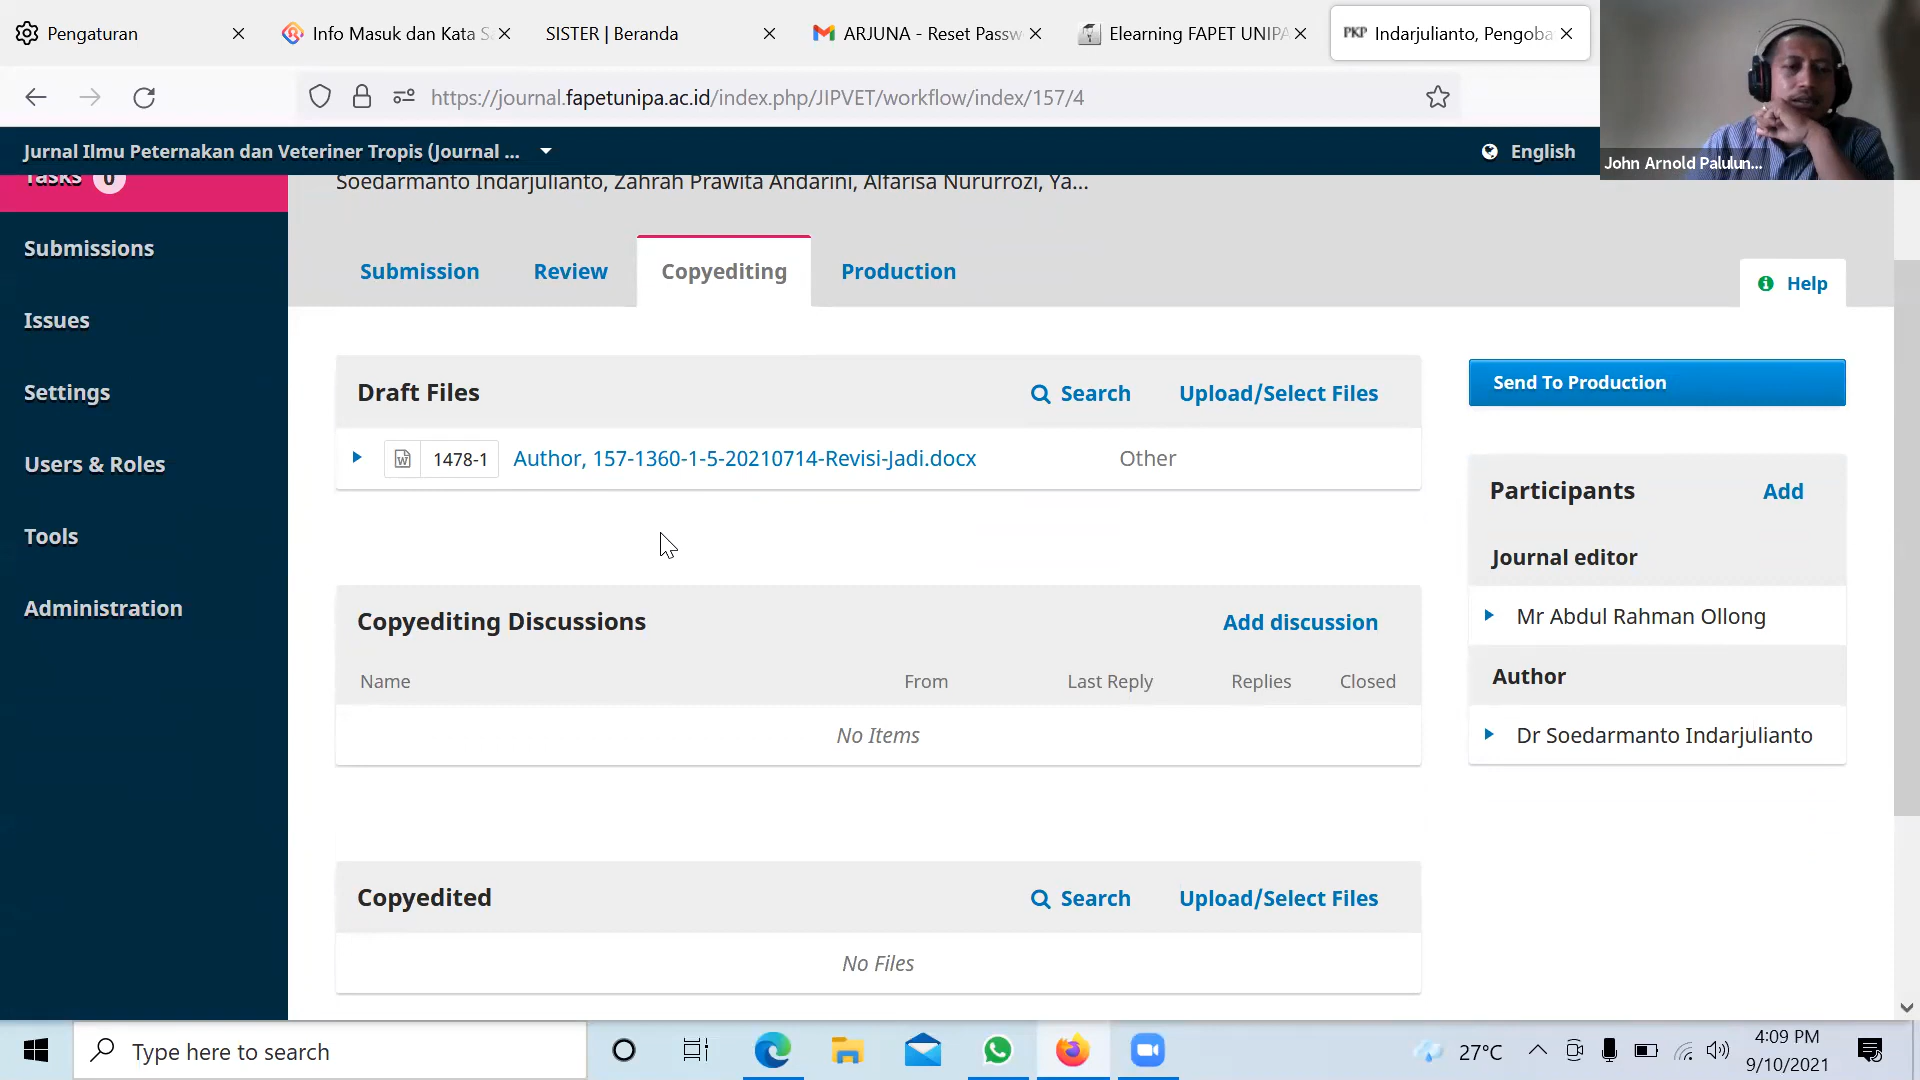 Pengaturan
Info Masuk dan Kata S
SISTER | Beranda
ARJUNA - Reset Passw
Elearning FAPET UNIPA
PKP Indarjulianto, Pengoba
https://journal.fapetunipa.ac.id/index.php/JIPVET/workflow/index/157/4
John Arnold Palulun...
Jurnal Ilmu Peternakan dan Veteriner Tropis (Journal ...
English
Tasks 0
Soedarmanto Indarjulianto, Zahrah Prawita Andarini, Alfarisa Nururrozi, Ya...
Submissions
Issues
Settings
Users & Roles
Tools
Administration
Submission
Review
Copyediting
Production
Help
Draft Files
Search
Upload/Select Files
1478-1
Author, 157-1360-1-5-20210714-Revisi-Jadi.docx
Other
Copyediting Discussions
Add discussion
Name
From
Last Reply
Replies
Closed
No Items
Copyedited
Search
Upload/Select Files
No Files
Send To Production
Participants
Add
Journal editor
Mr Abdul Rahman Ollong
Author
Dr Soedarmanto Indarjulianto
Type here to search
27°C
4:09 PM
9/10/2021